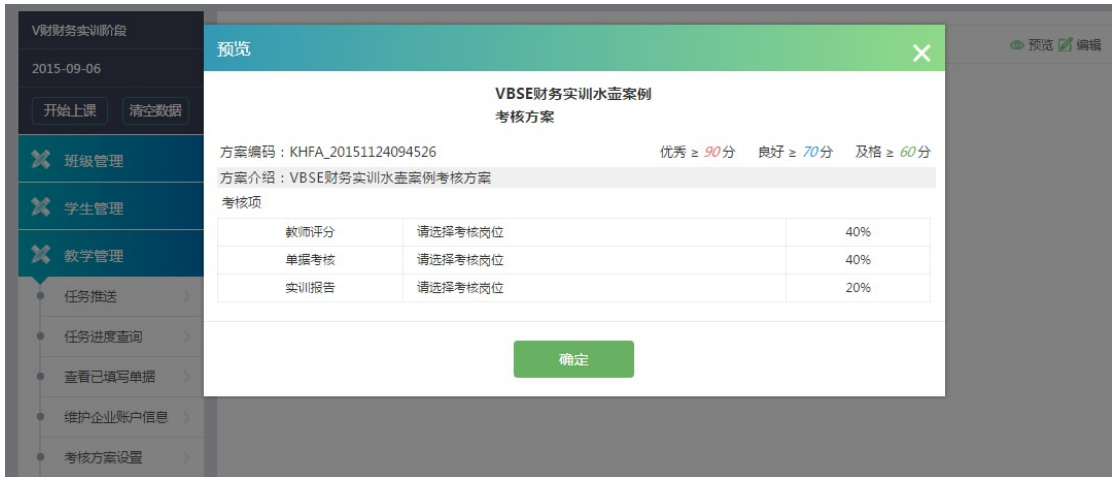 V财财务实训阶段
2015-09-06
开始上课 清空数据
班级管理
学生管理
教学管理
任务推送
任务进度查询
查看已填写单据
维护企业账户信息
考核方案设置
预览
预览 编辑
VBSE财务实训水壶案例
考核方案
方案编码：KHFA_20151124094526 优秀 ≥ 90分 良好 ≥ 70分 及格 ≥ 60分
方案介绍：VBSE财务实训水壶案例考核方案
考核项
教师评分 请选择考核岗位 40%
单据考核 请选择考核岗位 40%
实训报告 请选择考核岗位 20%
确定